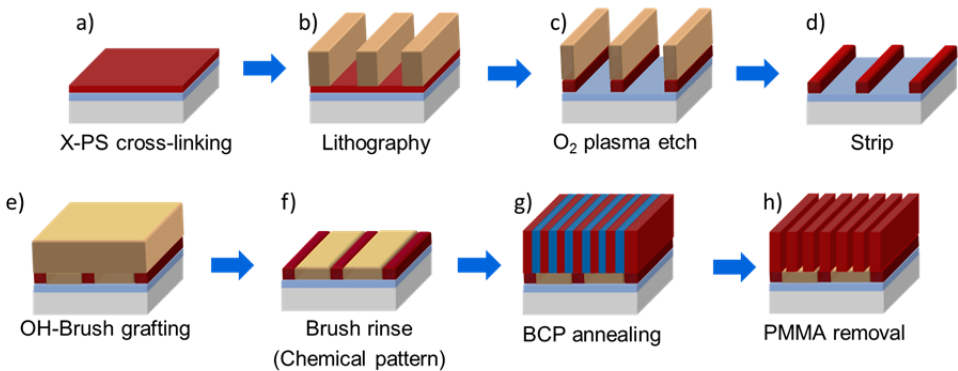 a)
b)
c)
d)
X-PS cross-linking
Lithography
O₂ plasma etch
Strip
e)
f)
g)
h)
OH-Brush grafting
Brush rinse
(Chemical pattern)
BCP annealing
PMMA removal